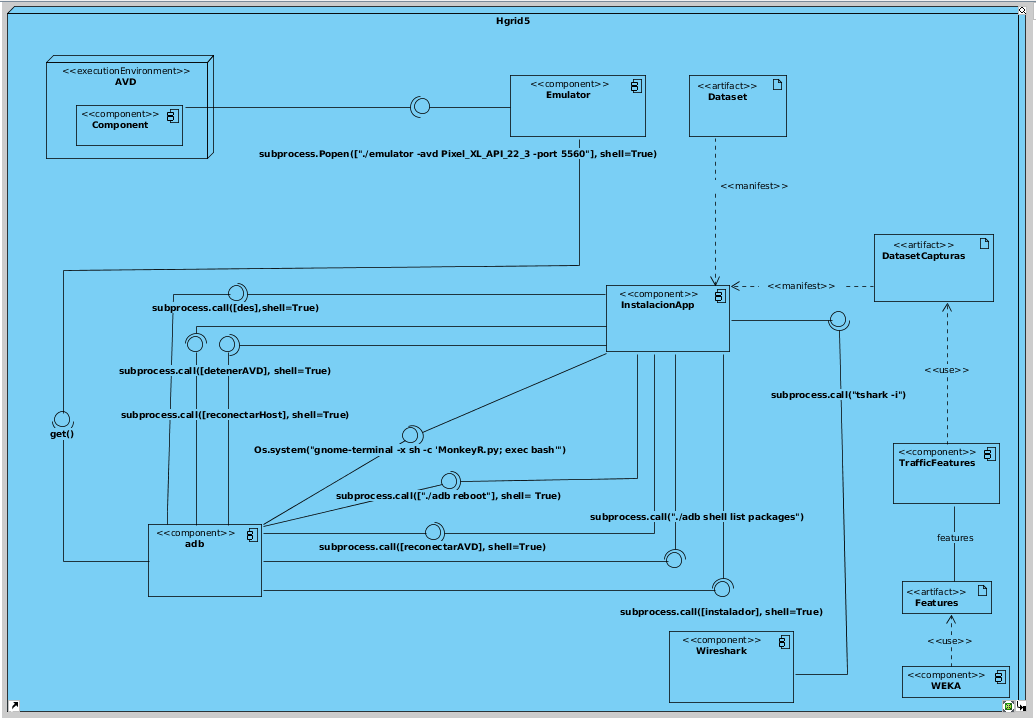 Hgrid5
<<executionEnvironment>>
AVD
<<component>>
Component
<<component>>
Emulator
<<artifact>>
Dataset
subprocess.Popen(["./emulator -avd Pixel_XL_API_22_3 -port 5560"], shell=True)
<<manifest>>
<<artifact>>
DatasetCapturas
<<manifest>>
<<component>>
InstalacionApp
subprocess.call([des],shell=True)
subprocess.call([detenerAVD], shell=True)
<<use>>
subprocess.call("tshark -i")
subprocess.call([reconectarHost], shell=True)
get()
Os.system("gnome-terminal -x sh -c 'MonkeyR.py; exec bash'")
<<component>>
TrafficFeatures
subprocess.call(["./adb reboot"], shell= True)
subprocess.call("./adb shell list packages")
<<component>>
adb
features
subprocess.call([reconectarAVD], shell=True)
<<artifact>>
Features
subprocess.call([instalador], shell=True)
<<component>>
Wireshark
<<use>>
<<component>>
WEKA